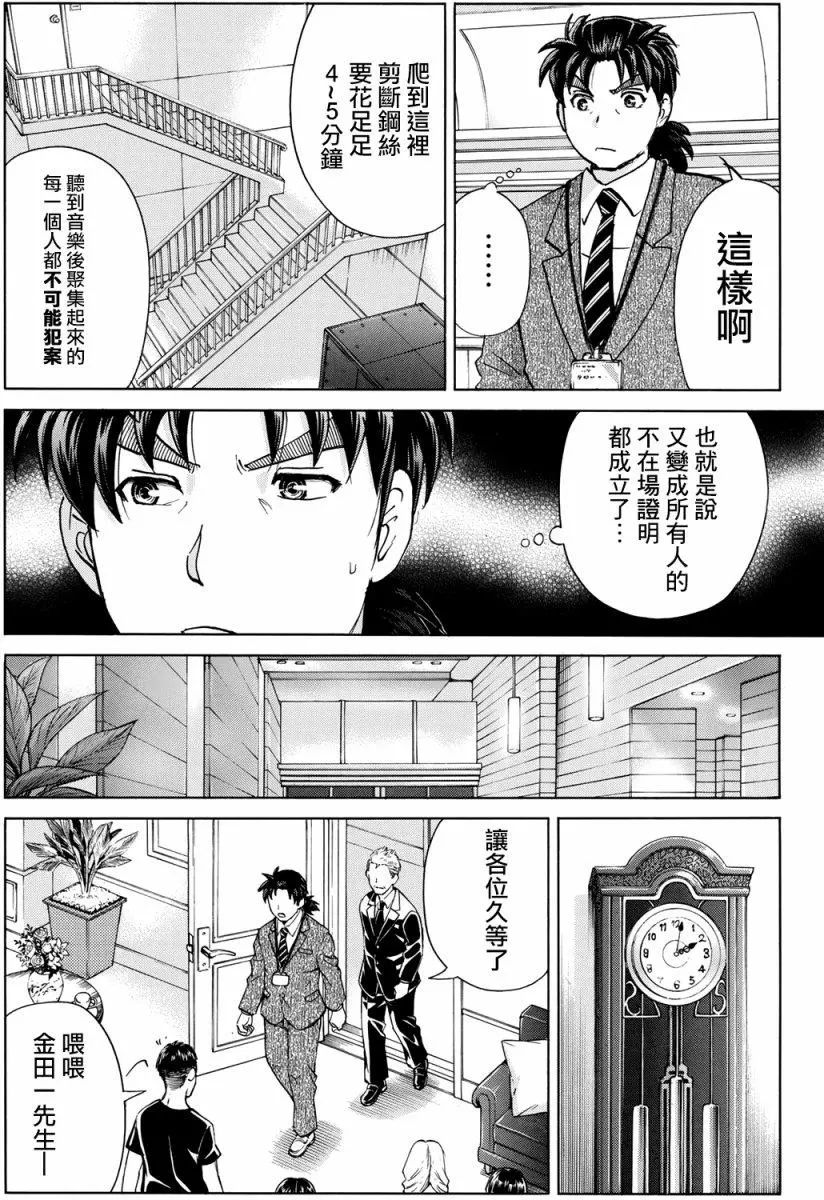 這樣啊
……
爬到這裡
剪斷鋼絲
要花足足
4~5分鐘
聽到音樂後聚集起來的
每一個人都不可能犯案
也就是說
又變成所有人的
不在場證明
都成立了…
讓各位久等了
喂喂
金田一先生—